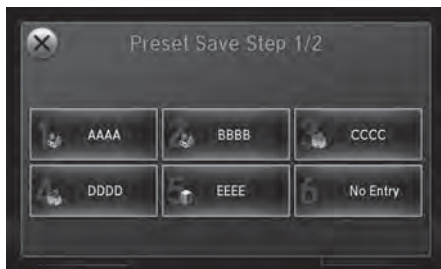 Preset Save Step 1/2
1 AAAA 2 BBBB 3 CCCC
4 DDDD 5 EEEE 6 No Entry